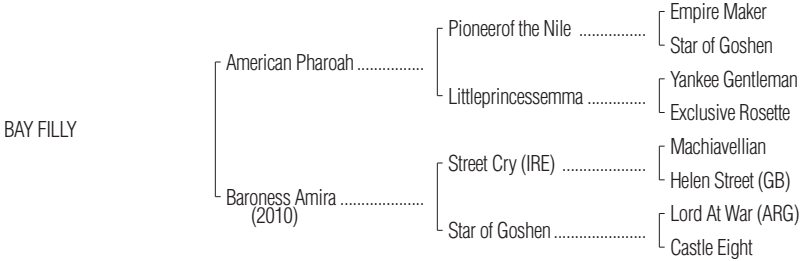 Empire Maker
Pioneerof the Nile ................
Star of Goshen
American Pharoah ................
Yankee Gentleman
Littleprincessemma ..............
Exclusive Rosette
BAY FILLY
Machiavellian
Street Cry (IRE) ....................
Helen Street (GB)
Baroness Amira ....................
(2010)
Lord At War (ARG)
Star of Goshen ......................
Castle Eight